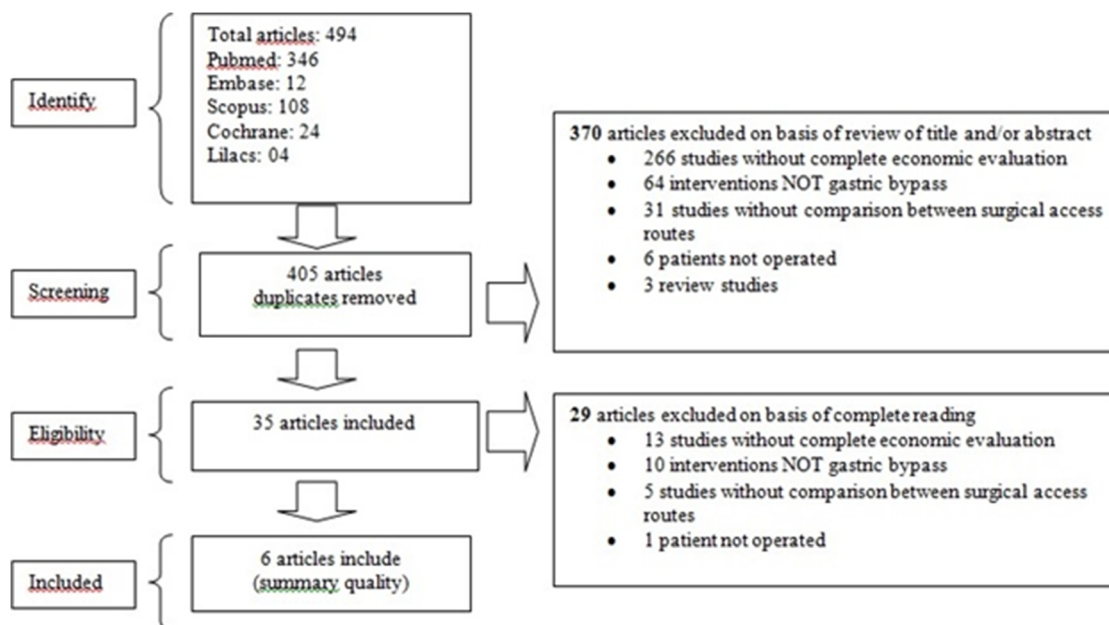 Identify
Total articles: 494
Pubmed: 346
Embase: 12
Scopus: 108
Cochrane: 24
Lilacs: 04
Screening
405 articles
duplicates removed
370 articles excluded on basis of review of title and/or abstract
• 266 studies without complete economic evaluation
• 64 interventions NOT gastric bypass
• 31 studies without comparison between surgical access
routes
• 6 patients not operated
• 3 review studies
Eligibility
35 articles included
29 articles excluded on basis of complete reading
• 13 studies without complete economic evaluation
• 10 interventions NOT gastric bypass
• 5 studies without comparison between surgical access
routes
• 1 patient not operated
Included
6 articles include
(summary quality)